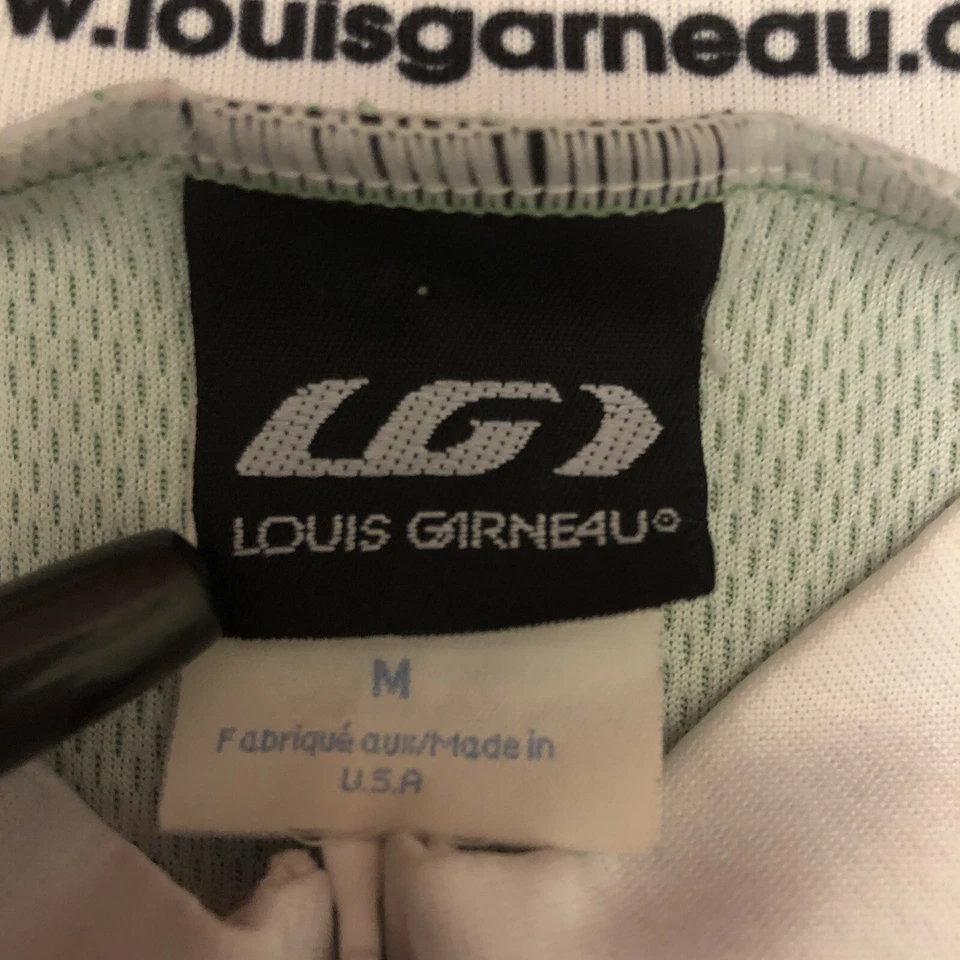 w.louisgarneau.c
LG
LOUIS GARNEAU®
M
Fabriqué aux/Made in
U.S.A